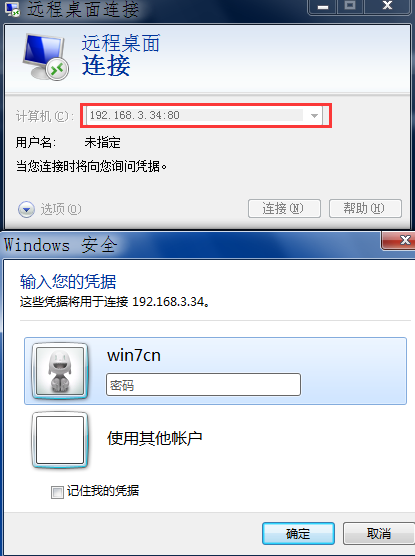 远程桌面连接
远程桌面
连接
计算机(C): 192.168.3.34:80
用户名: 未指定
当您连接时将向您询问凭据。
选项(O) 连接(N) 帮助(H)
Windows 安全
输入您的凭据
这些凭据将用于连接 192.168.3.34。
win7cn
密码
使用其他帐户
记住我的凭据
确定 取消